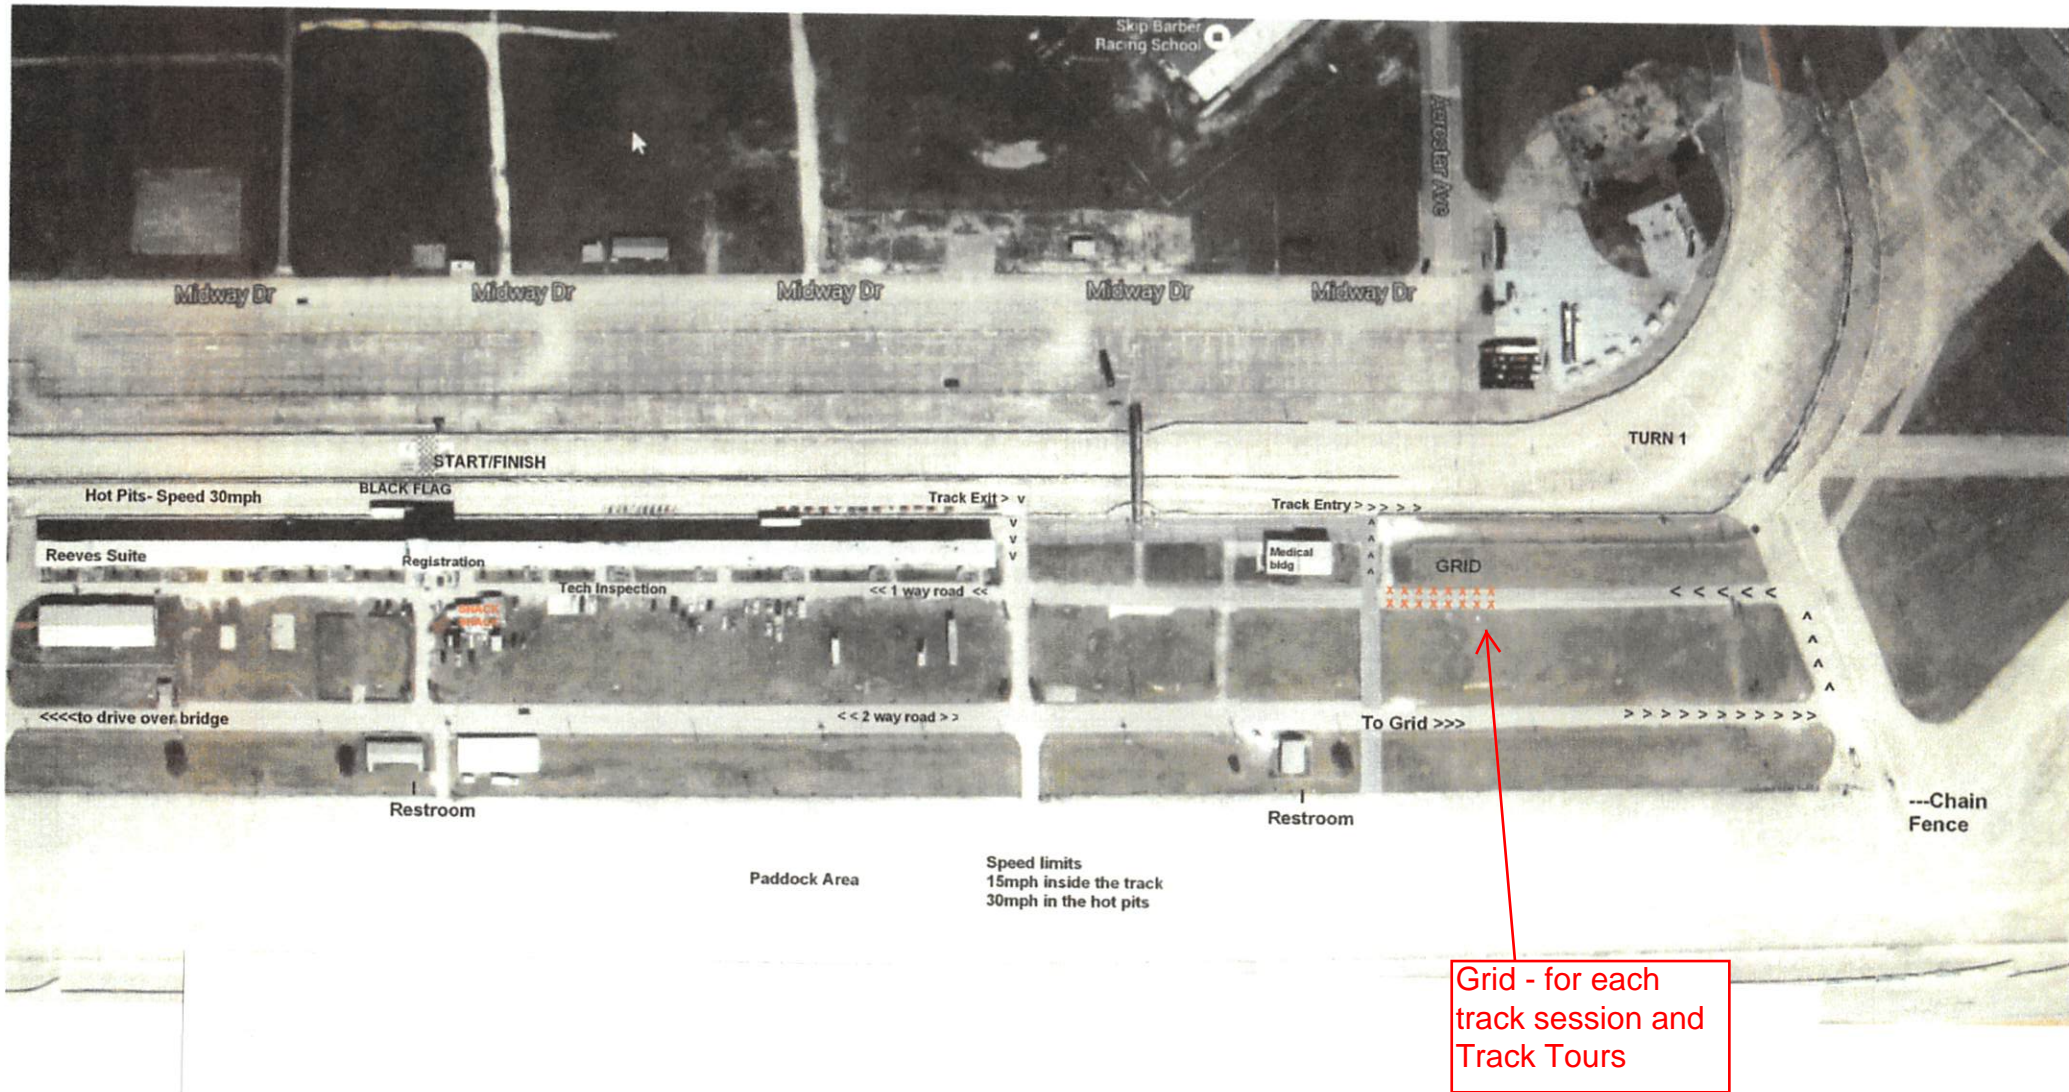 Skip Barber
Racing School
Aerostar Ave
Midway Dr
Midway Dr
Midway Dr
Midway Dr
Midway Dr
TURN 1
START/FINISH
BLACK FLAG
Hot Pits- Speed 30mph
Track Exit > v
v
v
v
Track Entry > > > > >
^
^
^
^
Reeves Suite
Registration
Medical
bldg
GRID
Tech Inspection
<< 1 way road <<
X X X X X X X X
X X X X X X X X
< < < < <
^
^
^
^
SNACK
<<<<to drive over bridge
< < 2 way road > >
To Grid >>>
> > > > > > > > > > >
Restroom
Restroom
---Chain
Fence
Paddock Area
Speed limits
15mph inside the track
30mph in the hot pits
Grid - for each
track session and
Track Tours